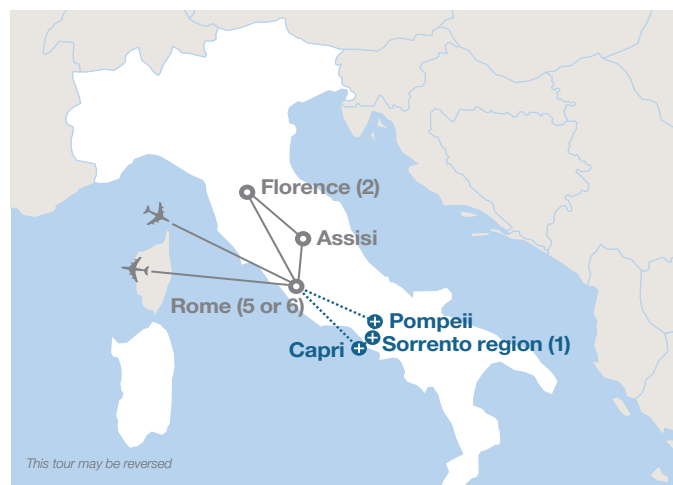 Florence (2)
Assisi
Rome (5 or 6)
Pompeii
Sorrento region (1)
Capri
This tour may be reversed